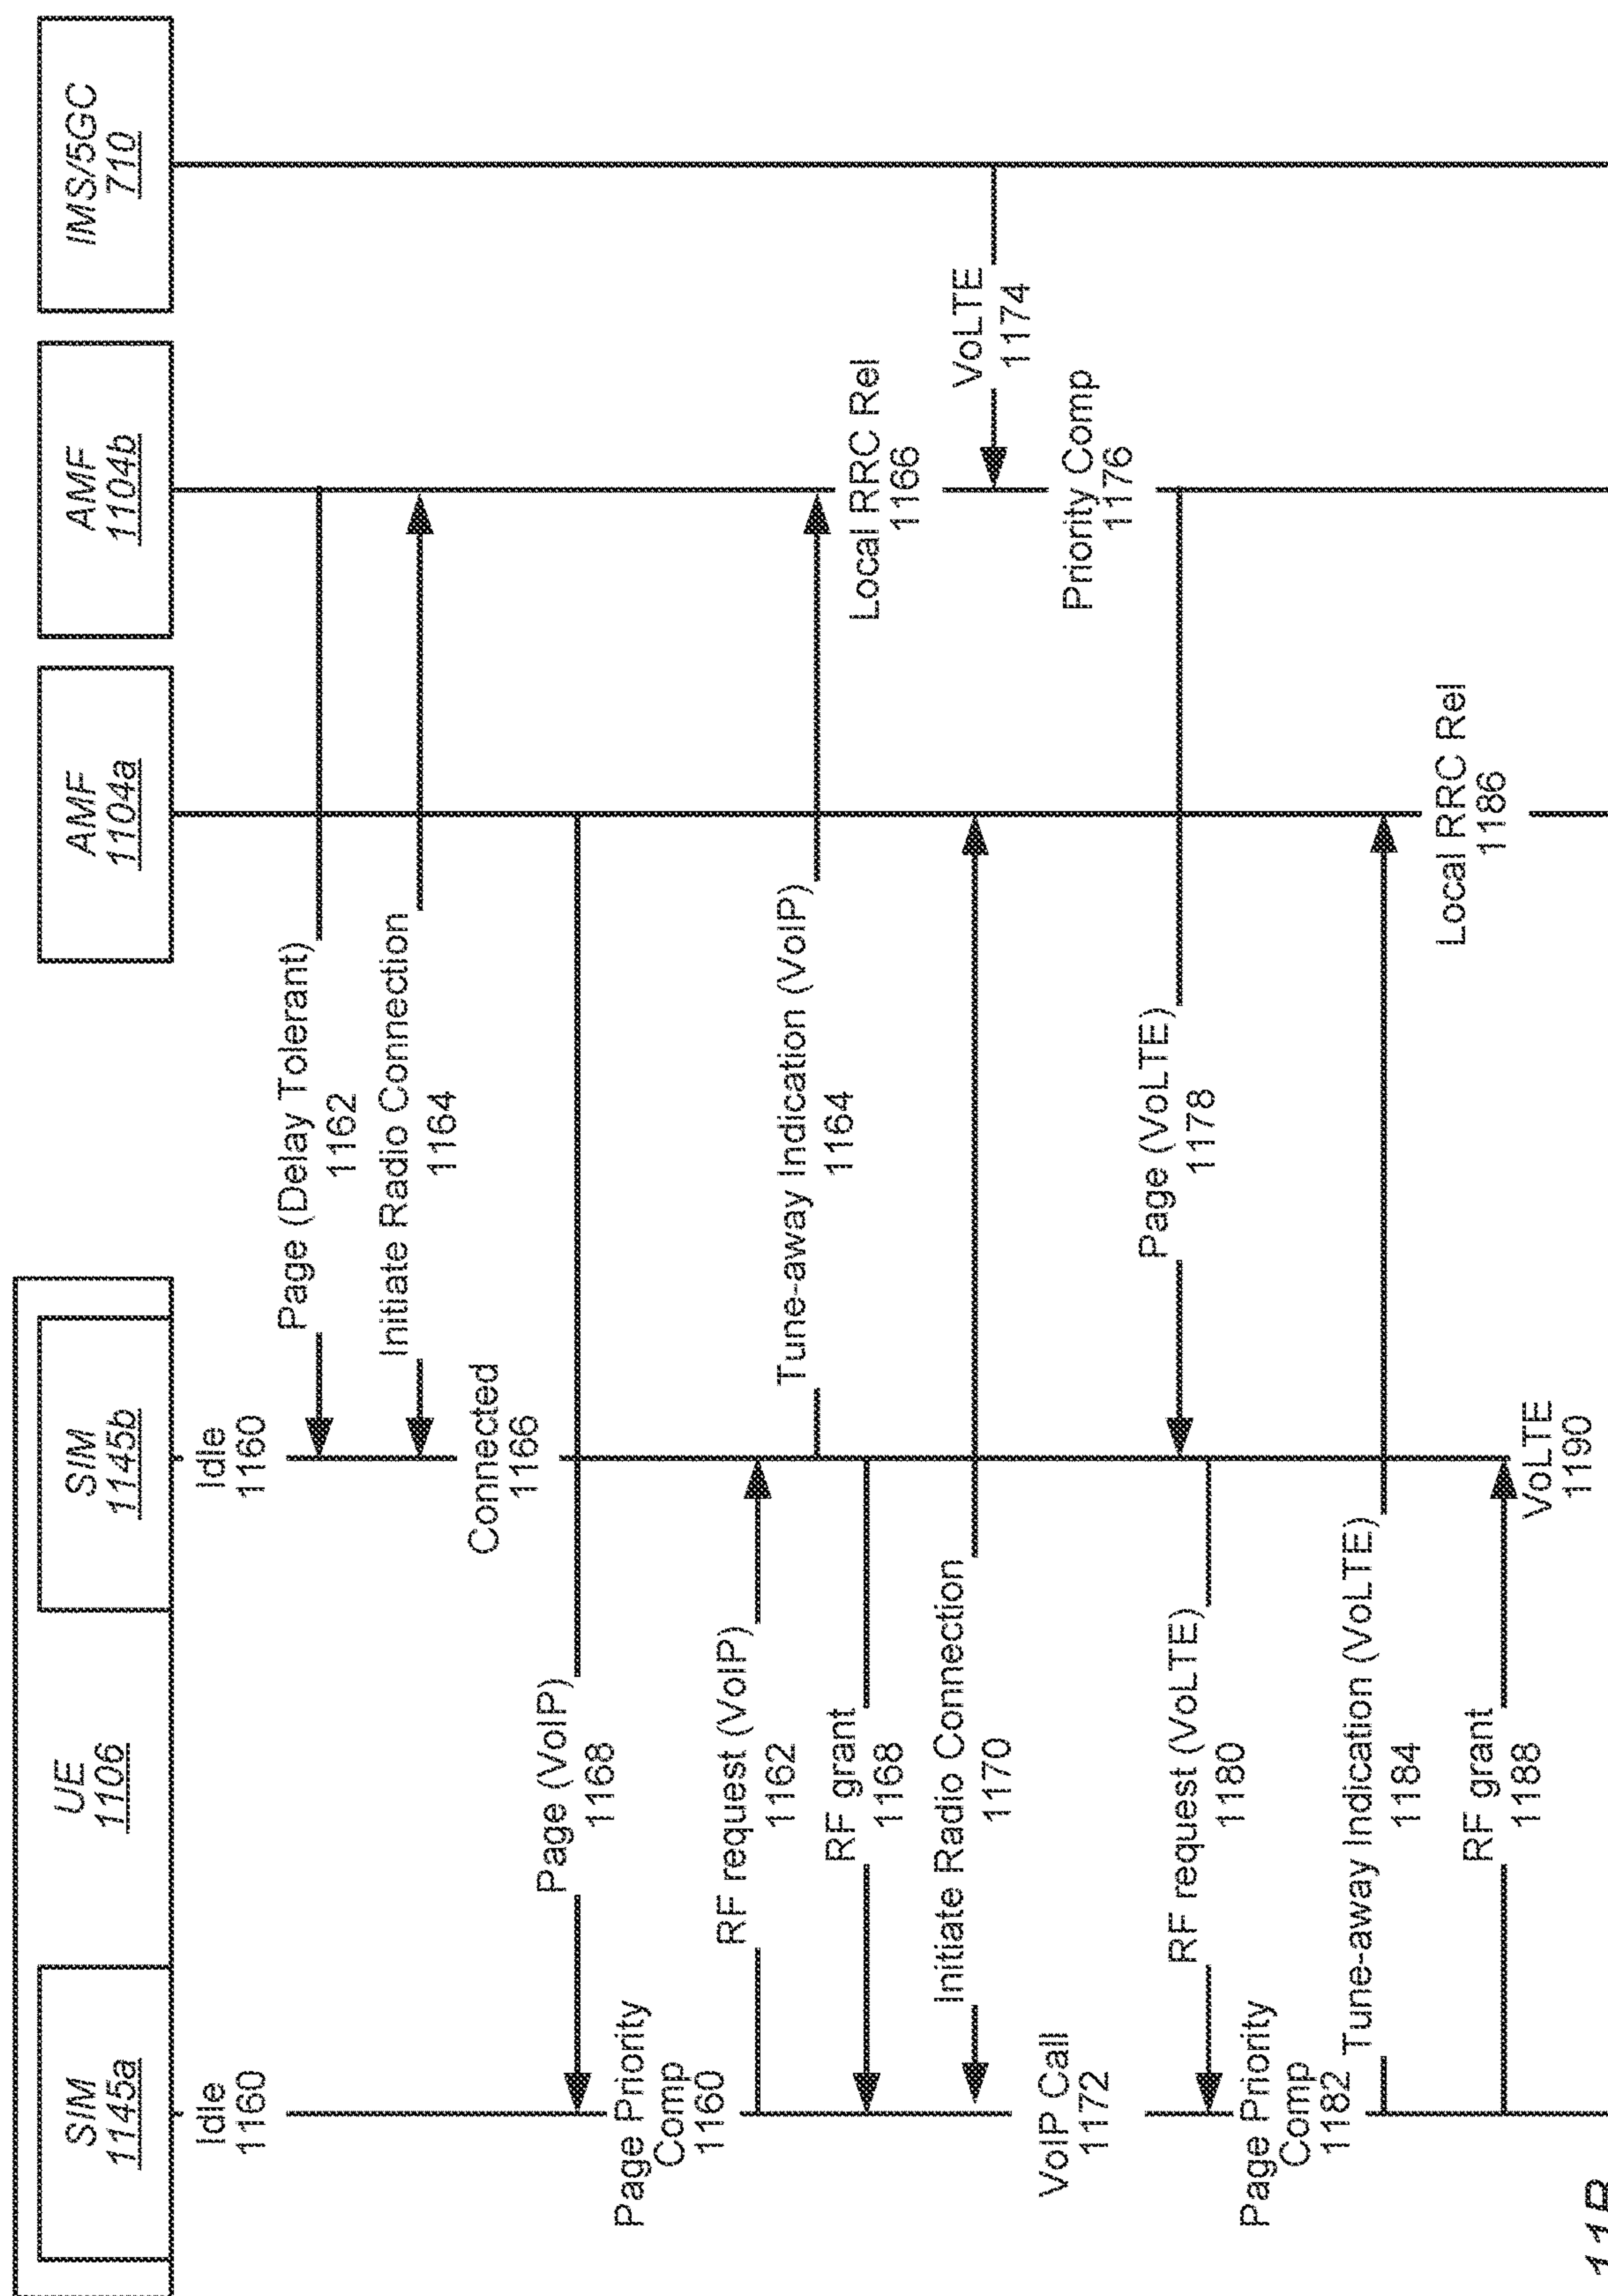 UE
1106
SIM
1145a
SIM
1145b
AMF
1104a
AMF
1104b
IMS/5GC
710
Idle
1160
Idle
1160
Page (Delay Tolerant)
1162
Initiate Radio Connection
1164
Connected
1166
Page (VoIP)
1168
Page Priority
Comp
1160
RF request (VoIP)
1162
Tune-away Indication (VoIP)
1164
Local RRC Rel
1166
RF grant
1168
Initiate Radio Connection
1170
VoIP Call
1172
VoLTE
1174
Priority Comp
1176
Page (VoLTE)
1178
RF request (VoLTE)
1180
Page Priority
Comp
1182
Tune-away Indication (VoLTE)
1184
Local RRC Rel
1186
RF grant
1188
VoLTE
1190